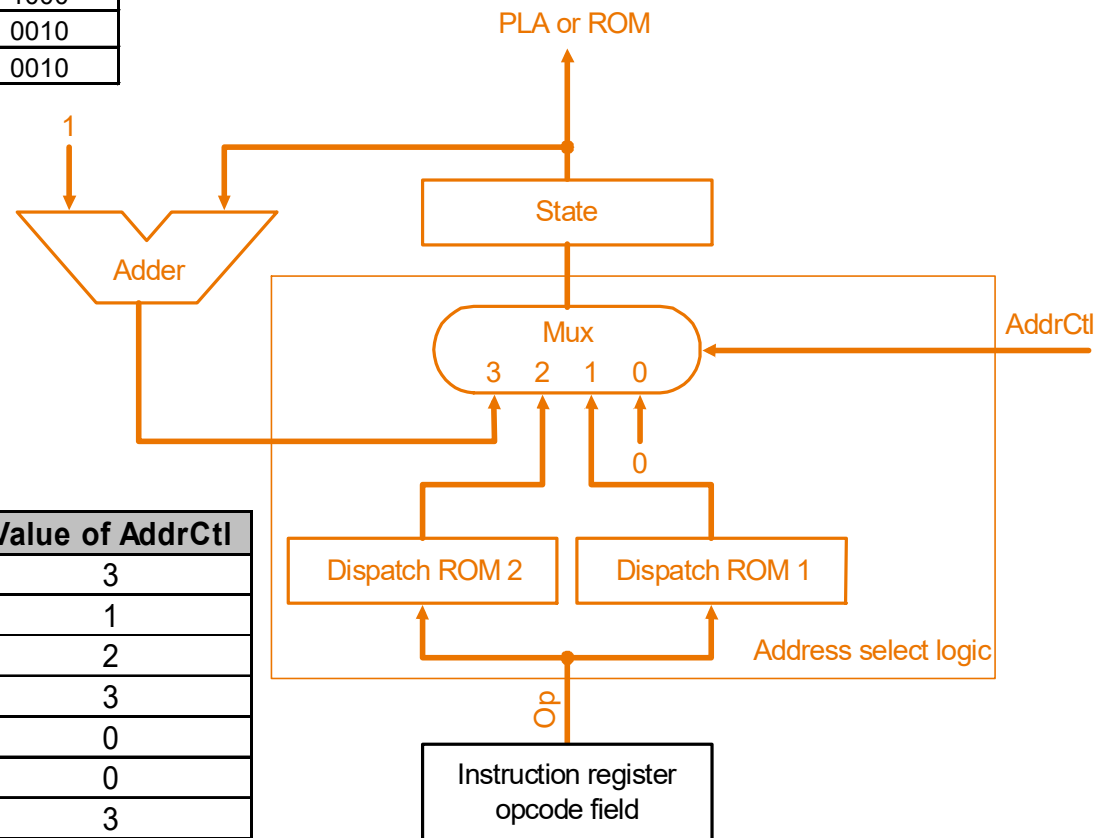 0010
0010
PLA or ROM
1
State
Adder
Mux
AddrCtl
3 2 1 0
0
Value of AddrCtl
3
1
2
3
0
0
3
Dispatch ROM 2
Dispatch ROM 1
Address select logic
Op
Instruction register
opcode field